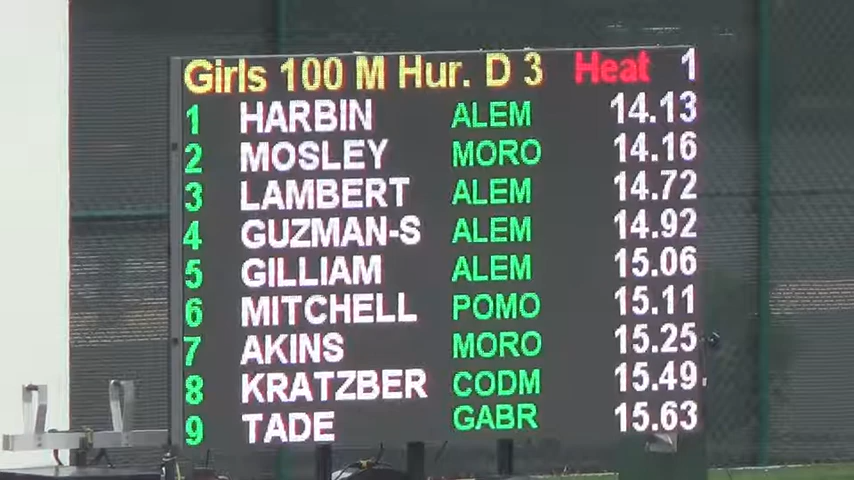 Girls 100 M Hur. D 3 Heat 1
1 HARBIN ALEM 14.13
2 MOSLEY MORO 14.16
3 LAMBERT ALEM 14.72
4 GUZMAN-S ALEM 14.92
5 GILLIAM ALEM 15.06
6 MITCHELL POMO 15.11
7 AKINS MORO 15.25
8 KRATZBER CODM 15.49
9 TADE GABR 15.63